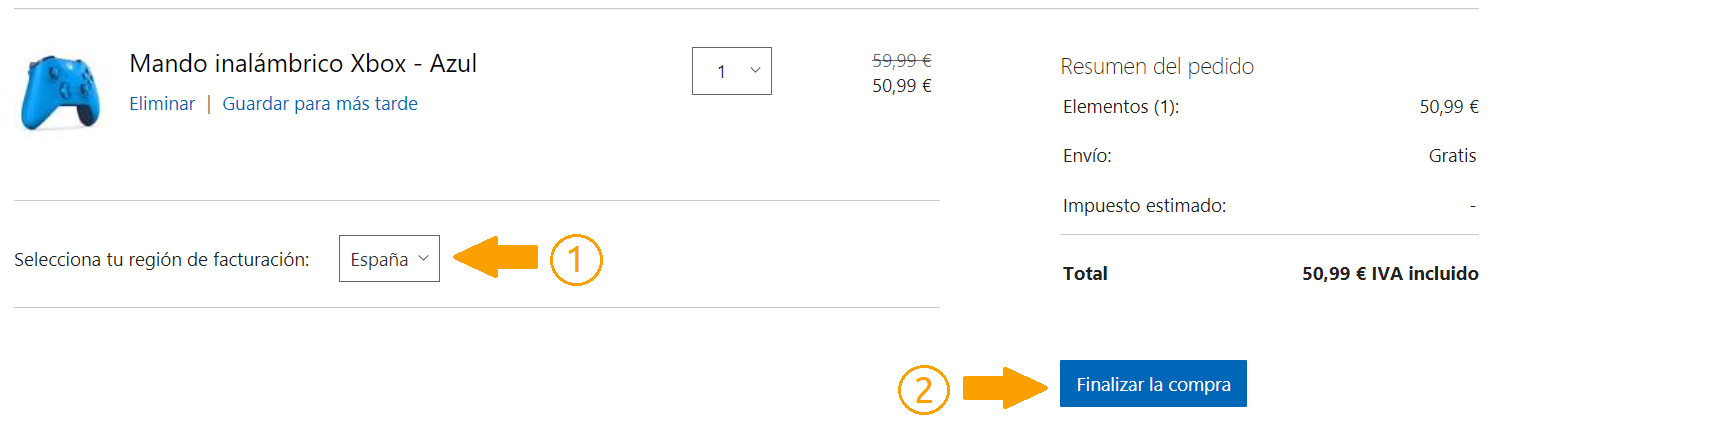 Mando inalámbrico Xbox - Azul
Eliminar | Guardar para más tarde
1
59,99 €
50,99 €
Selecciona tu región de facturación:
España
1
Resumen del pedido
Elementos (1): 50,99 €
Envío: Gratis
Impuesto estimado: -
Total 50,99 € IVA incluido
2
Finalizar la compra